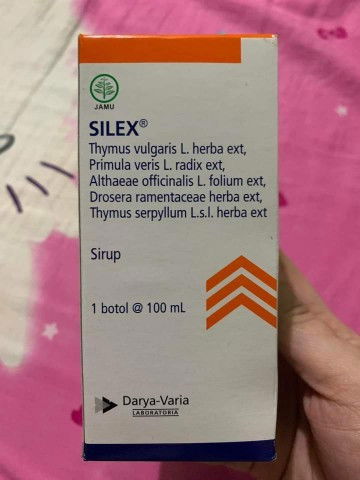 JAMU
SILEX®
Thymus vulgaris L. herba ext,
Primula veris L. radix ext,
Althaeae officinalis L. folium ext,
Drosera ramentaceae herba ext,
Thymus serpyllum L.s.l. herba ext
Sirup
1 botol @ 100 mL
Darya-Varia
LABORATORIA